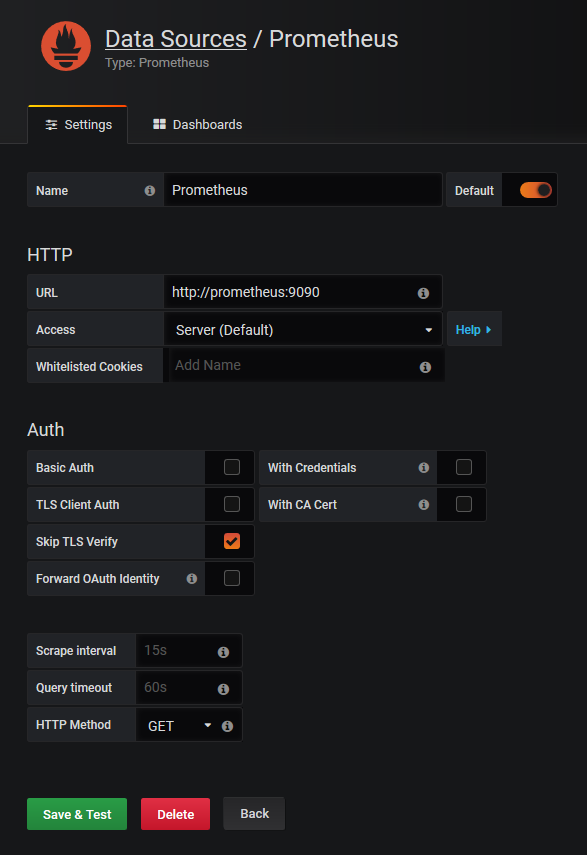 Data Sources / Prometheus
Type: Prometheus
Settings Dashboards
Name Prometheus Default
HTTP
URL http://prometheus:9090
Access Server (Default) Help
Whitelisted Cookies Add Name
Auth
Basic Auth With Credentials
TLS Client Auth With CA Cert
Skip TLS Verify
Forward OAuth Identity
Scrape interval 15s
Query timeout 60s
HTTP Method GET
Save & Test Delete Back